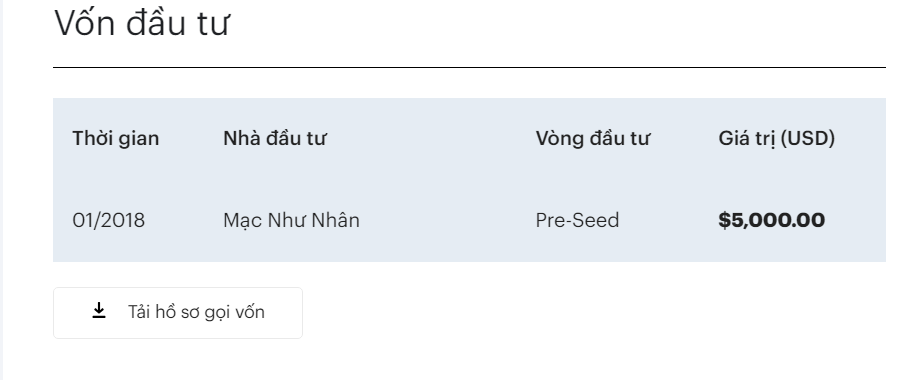 Vốn đầu tư
Thời gian Nhà đầu tư Vòng đầu tư Giá trị (USD)
01/2018 Mạc Như Nhân Pre-Seed $5,000.00
Tải hồ sơ gọi vốn